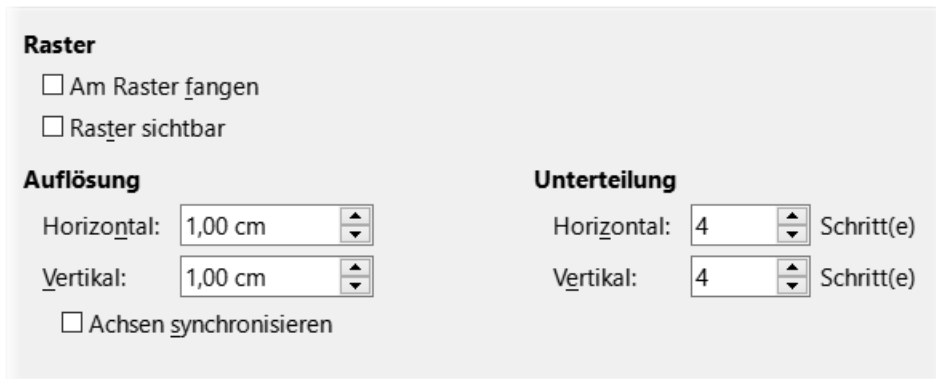 Raster
Am Raster fangen
Raster sichtbar
Auflösung
Horizontal: 1,00 cm
Vertikal: 1,00 cm
Achsen synchronisieren
Unterteilung
Horizontal: 4 Schritt(e)
Vertikal: 4 Schritt(e)